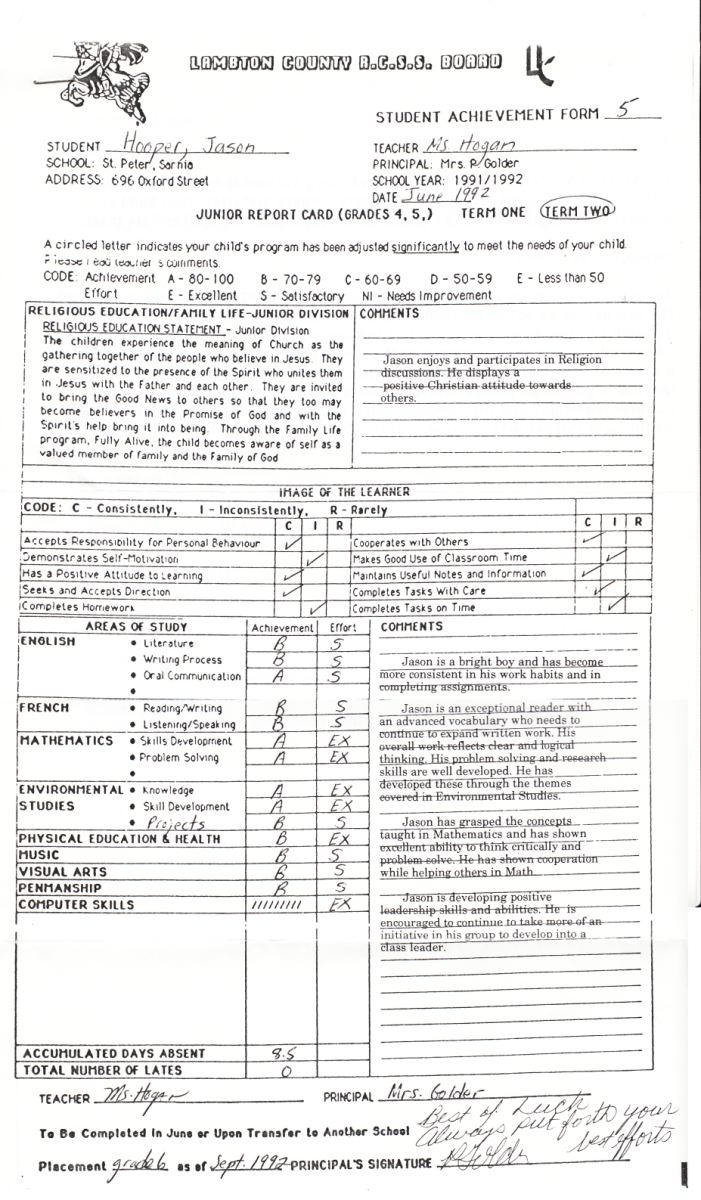 LAMBTON COUNTY R.C.S.S. BOARD
STUDENT ACHIEVEMENT FORM 5
STUDENT Hooper, Jason
TEACHER Ms Hogan
SCHOOL: St. Peter, Sarnia
PRINCIPAL: Mrs. P. Golder
ADDRESS: 696 Oxford Street
SCHOOL YEAR: 1991/1992
DATE June 1992
JUNIOR REPORT CARD (GRADES 4, 5,) TERM ONE TERM TWO
A circled letter indicates your child's program has been adjusted significantly to meet the needs of your child.
Please read teacher's comments.
CODE: Achievement A - 80-100 B - 70-79 C - 60-69 D - 50-59 E - Less than 50
Effort E - Excellent S - Satisfactory NI - Needs Improvement
RELIGIOUS EDUCATION/FAMILY LIFE-JUNIOR DIVISION
RELIGIOUS EDUCATION STATEMENT - Junior Division
The children experience the meaning of Church as the
gathering together of the people who believe in Jesus. They
are sensitized to the presence of the Spirit who unites them
in Jesus with the Father and each other. They are invited
to bring the Good News to others so that they too may
become believers in the Promise of God and with the
Spirit's help bring it into being. Through the Family Life
program, Fully Alive, the child becomes aware of self as a
valued member of family and the Family of God
COMMENTS
Jason enjoys and participates in Religion
discussions. He displays a
positive Christian attitude towards
others.
IMAGE OF THE LEARNER
CODE: C - Consistently, I - Inconsistently, R - Rarely
C I R
C I R
Accepts Responsibility for Personal Behaviour ✓
Cooperates with Others ✓
Demonstrates Self-Motivation ✓
Makes Good Use of Classroom Time ✓
Has a Positive Attitude to Learning ✓
Maintains Useful Notes and Information ✓
Seeks and Accepts Direction ✓
Completes Tasks With Care ✓
Completes Homework ✓
Completes Tasks on Time ✓
AREAS OF STUDY Achievement Effort
ENGLISH • Literature B S
• Writing Process B S
• Oral Communication A S
•
FRENCH • Reading/Writing B S
• Listening/Speaking B S
MATHEMATICS • Skills Development A EX
• Problem Solving A EX
•
ENVIRONMENTAL • Knowledge A EX
STUDIES • Skill Development A EX
• Projects B S
PHYSICAL EDUCATION & HEALTH B EX
MUSIC B S
VISUAL ARTS B S
PENMANSHIP B S
COMPUTER SKILLS ///////// EX
ACCUMULATED DAYS ABSENT 8.5
TOTAL NUMBER OF LATES 0
COMMENTS
Jason is a bright boy and has become
more consistent in his work habits and in
completing assignments.
Jason is an exceptional reader with
an advanced vocabulary who needs to
continue to expand written work. His
overall work reflects clear and logical
thinking. His problem solving and research
skills are well developed. He has
developed these through the themes
covered in Environmental Studies.
Jason has grasped the concepts
taught in Mathematics and has shown
excellent ability to think critically and
problem solve. He has shown cooperation
while helping others in Math
Jason is developing positive
leadership skills and abilities. He is
encouraged to continue to take more of an
initiative in his group to develop into a
class leader.
TEACHER Ms. Hogan PRINCIPAL Mrs. Golder
Best of Luck
Always put forth your
best efforts
To Be Completed in June or Upon Transfer to Another School
Placement grade 6 as of Sept. 1992 PRINCIPAL'S SIGNATURE P. Golder